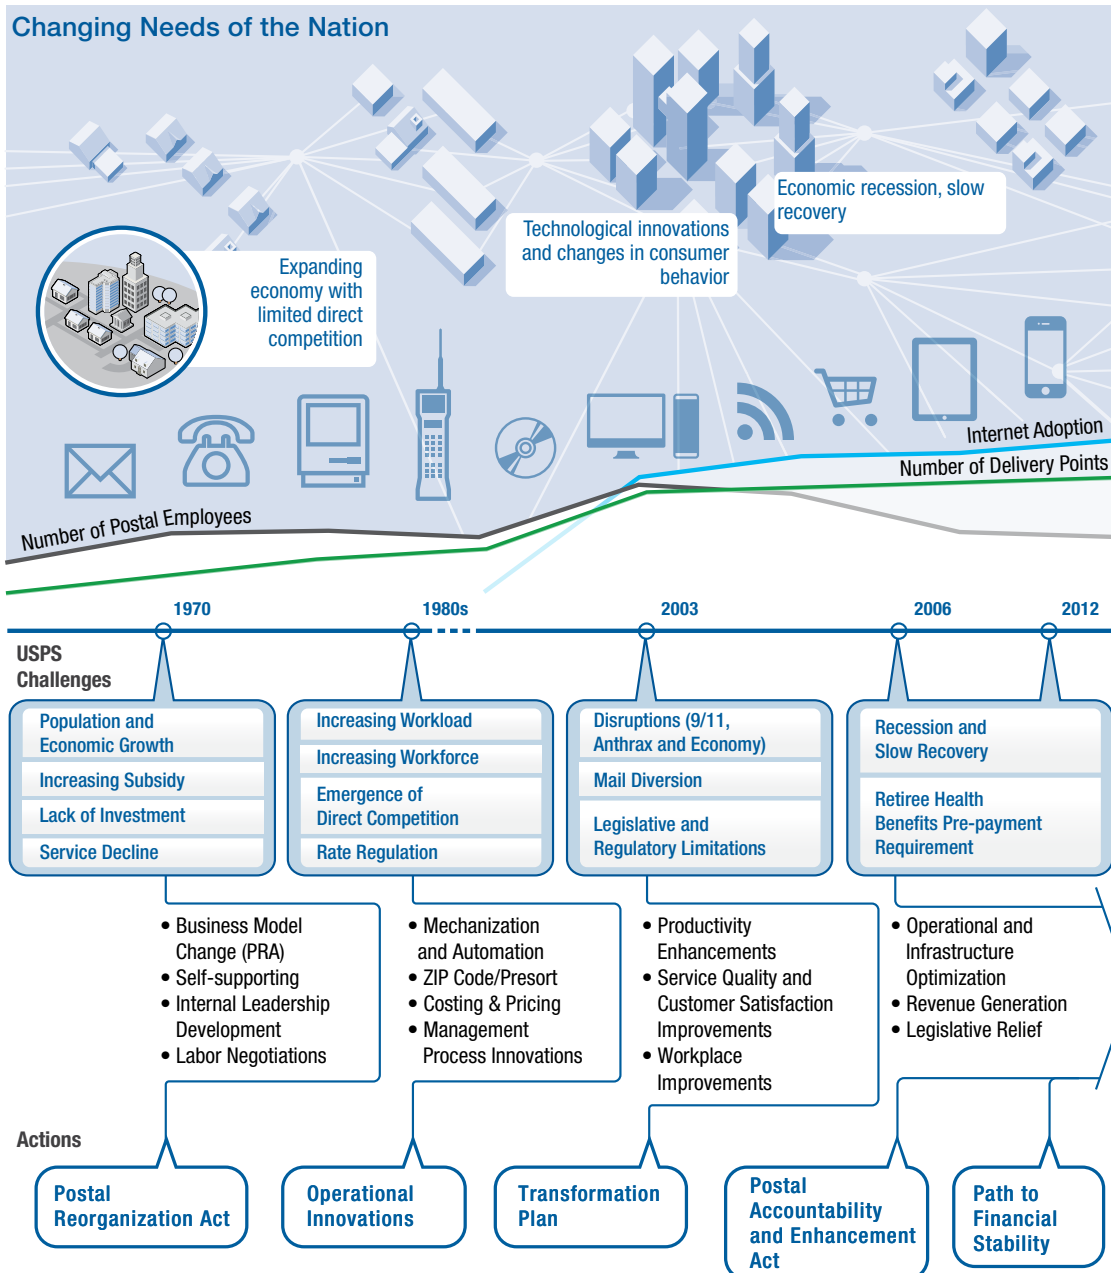 Changing Needs of the Nation
Economic recession, slow
recovery
Technological innovations
and changes in consumer
behavior
Expanding
economy with
limited direct
competition
Internet Adoption
Number of Delivery Points
Number of Postal Employees
1970
1980s
2003
2006
2012
USPS
Challenges
Population and
Economic Growth
Increasing Subsidy
Lack of Investment
Service Decline
Increasing Workload
Increasing Workforce
Emergence of
Direct Competition
Rate Regulation
Disruptions (9/11,
Anthrax and Economy)
Mail Diversion
Legislative and
Regulatory Limitations
Recession and
Slow Recovery
Retiree Health
Benefits Pre-payment
Requirement
• Business Model
Change (PRA)
• Self-supporting
• Internal Leadership
Development
• Labor Negotiations
• Mechanization
and Automation
• ZIP Code/Presort
• Costing & Pricing
• Management
Process Innovations
• Productivity
Enhancements
• Service Quality and
Customer Satisfaction
Improvements
• Workplace
Improvements
• Operational and
Infrastructure
Optimization
• Revenue Generation
• Legislative Relief
Actions
Postal
Reorganization Act
Operational
Innovations
Transformation
Plan
Postal
Accountability
and Enhancement
Act
Path to
Financial
Stability